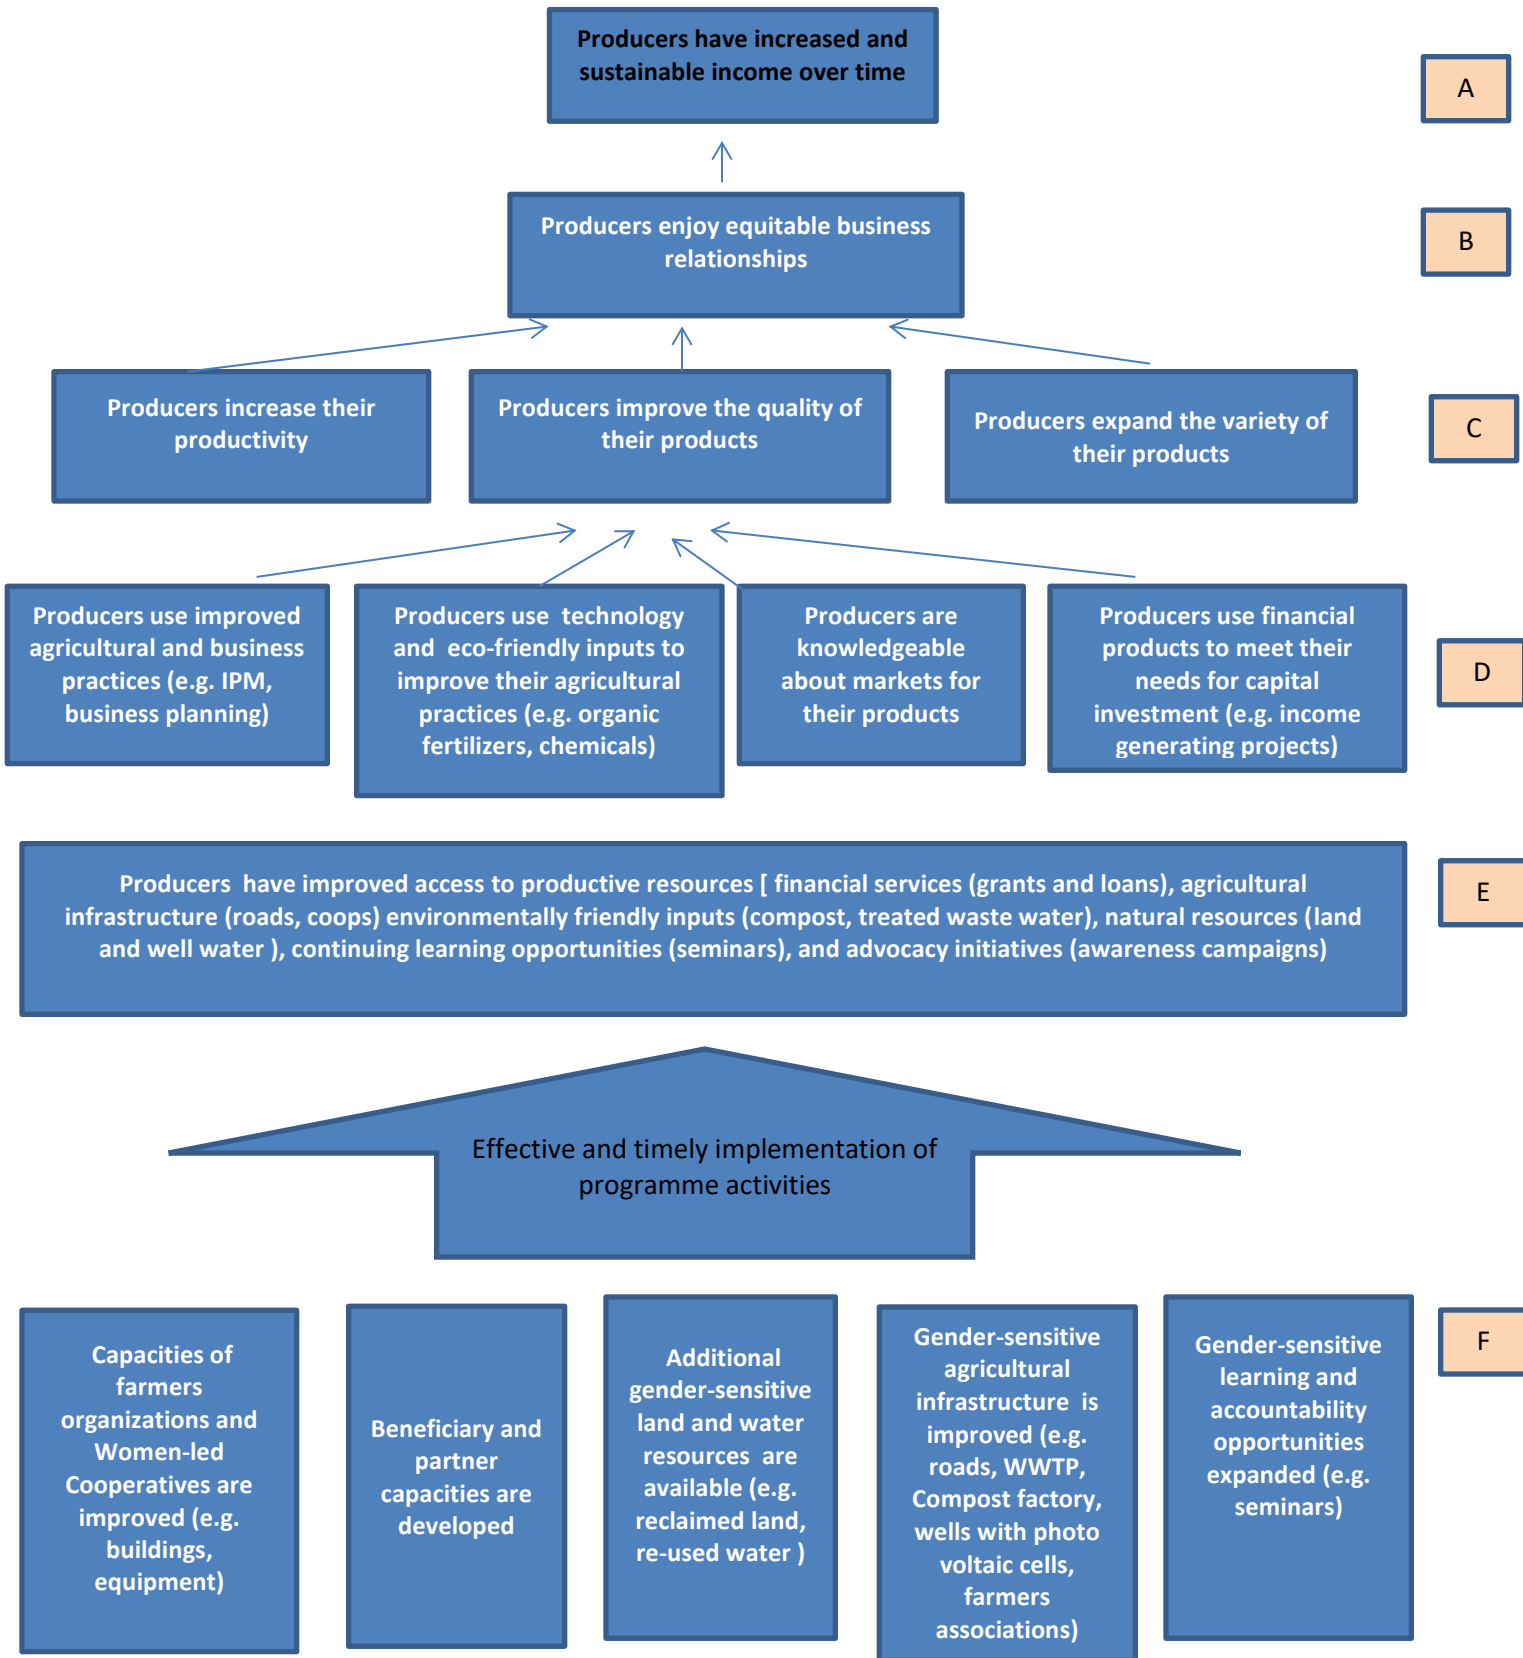 Producers have increased and
sustainable income over time
A
Producers enjoy equitable business
relationships
B
Producers increase their
productivity
Producers improve the quality of
their products
Producers expand the variety of
their products
C
Producers use improved
agricultural and business
practices (e.g. IPM,
business planning)
Producers use technology
and eco-friendly inputs to
improve their agricultural
practices (e.g. organic
fertilizers, chemicals)
Producers are
knowledgeable
about markets for
their products
Producers use financial
products to meet their
needs for capital
investment (e.g. income
generating projects)
D
Producers have improved access to productive resources [ financial services (grants and loans), agricultural
infrastructure (roads, coops) environmentally friendly inputs (compost, treated waste water), natural resources (land
and well water ), continuing learning opportunities (seminars), and advocacy initiatives (awareness campaigns)
E
Effective and timely implementation of
programme activities
Capacities of
farmers
organizations and
Women-led
Cooperatives are
improved (e.g.
buildings,
equipment)
Beneficiary and
partner
capacities are
developed
Additional
gender-sensitive
land and water
resources are
available (e.g.
reclaimed land,
re-used water )
Gender-sensitive
agricultural
infrastructure is
improved (e.g.
roads, WWTP,
Compost factory,
wells with photo
voltaic cells,
farmers
associations)
Gender-sensitive
learning and
accountability
opportunities
expanded (e.g.
seminars)
F